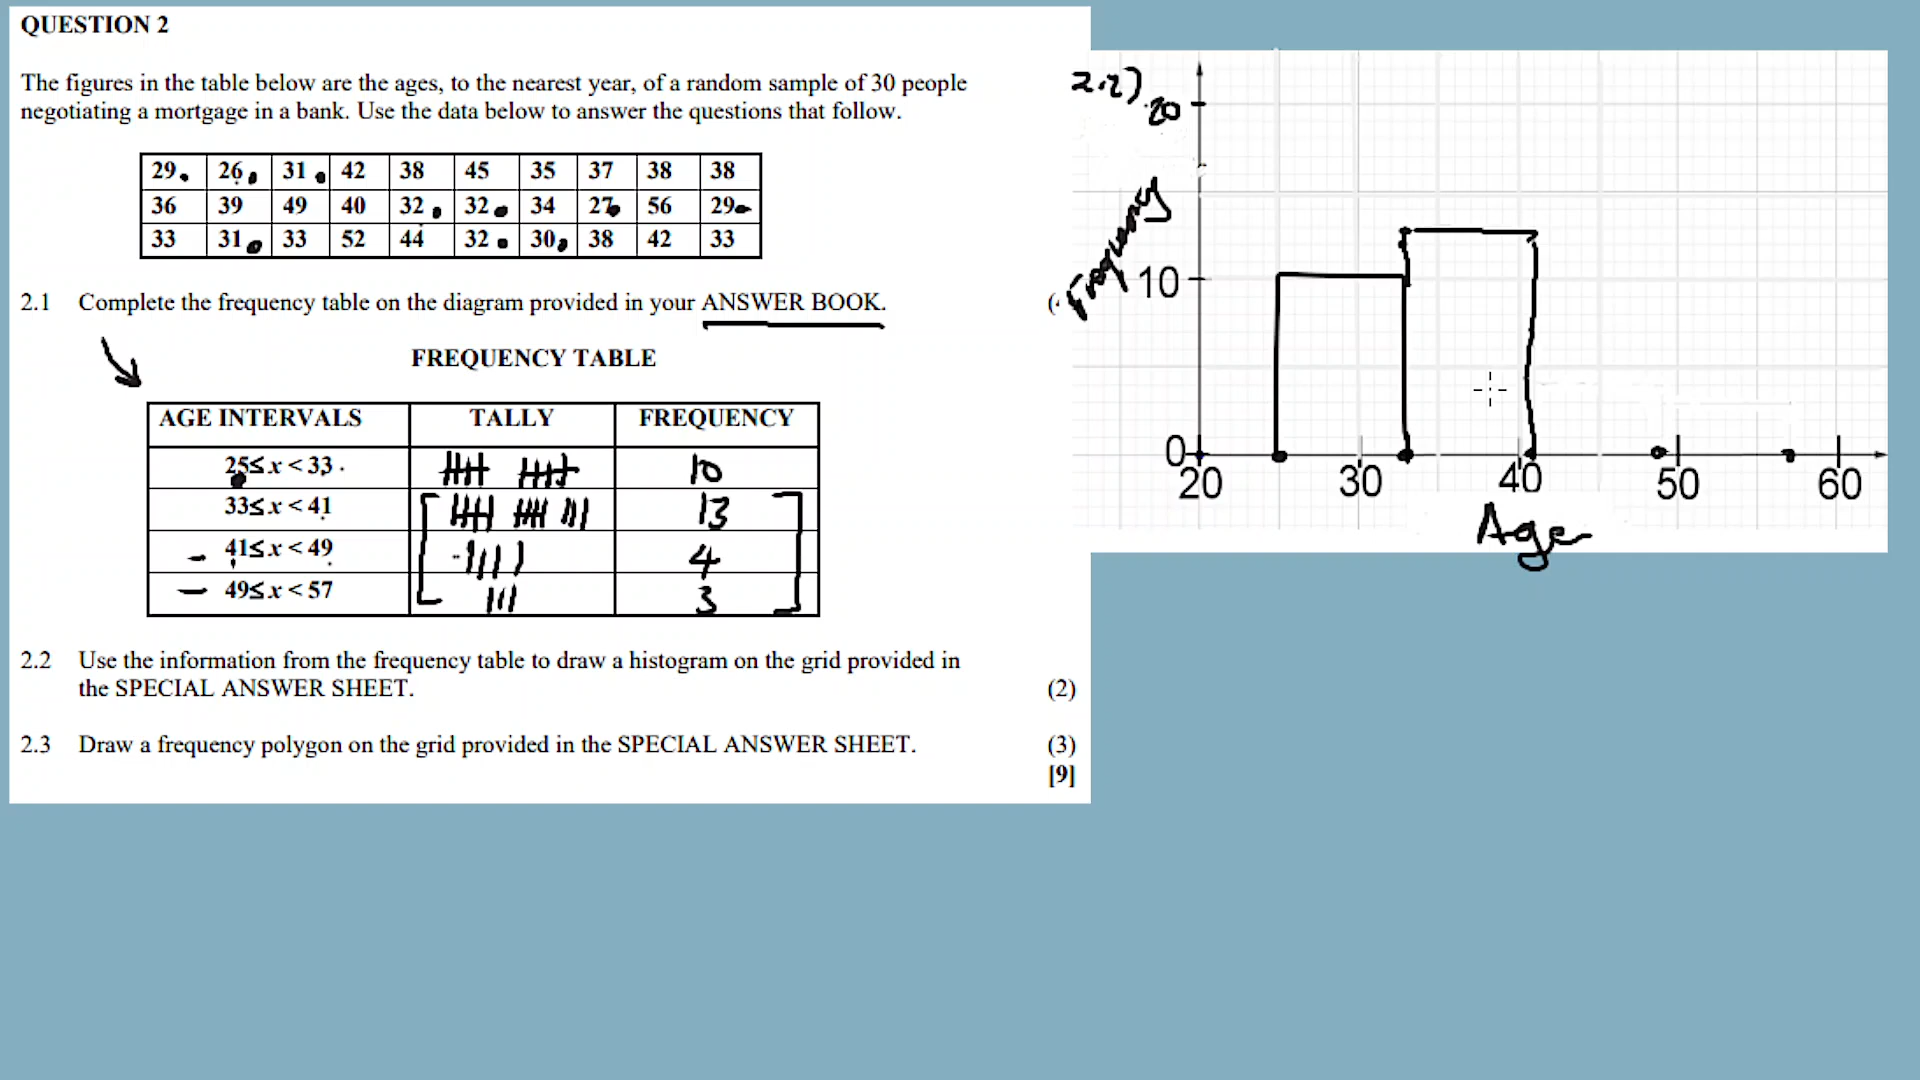 QUESTION 2
The figures in the table below are the ages, to the nearest year, of a random sample of 30 people
negotiating a mortgage in a bank. Use the data below to answer the questions that follow.
29 26 31 42 38 45 35 37 38 38
36 39 49 40 32 32 34 27 56 29
33 31 33 52 44 32 30 38 42 33
2.1 Complete the frequency table on the diagram provided in your ANSWER BOOK.
FREQUENCY TABLE
AGE INTERVALS TALLY FREQUENCY
25≤x<33 10
33≤x<41 13
41≤x<49 4
49≤x<57 3
2.2 Use the information from the frequency table to draw a histogram on the grid provided in
the SPECIAL ANSWER SHEET. (2)
2.3 Draw a frequency polygon on the grid provided in the SPECIAL ANSWER SHEET. (3)
[9]
2.2)
20
Frequency
10
0
20 30 40 50 60
Age